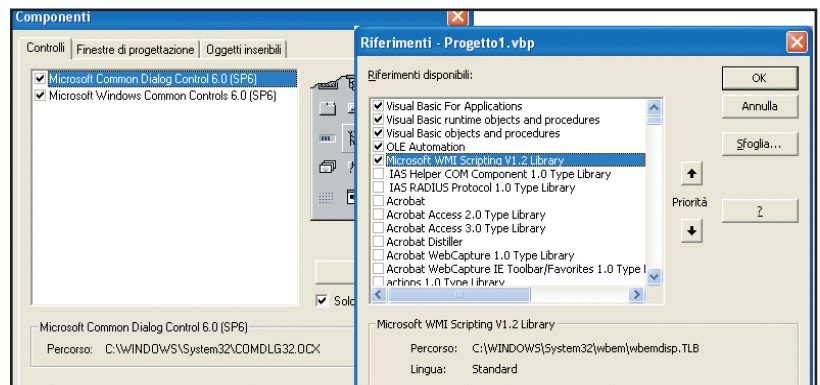 Componenti
Controlli
Finestre di progettazione
Oggetti inseribili
Microsoft Common Dialog Control 6.0 (SP6)
Microsoft Windows Common Controls 6.0 (SP6)
Solo
Microsoft Common Dialog Control 6.0 (SP6)
Percorso: C:\WINDOWS\System32\COMDLG32.OCX
Riferimenti - Progetto1.vbp
Riferimenti disponibili:
Visual Basic For Applications
Visual Basic runtime objects and procedures
Visual Basic objects and procedures
OLE Automation
Microsoft WMI Scripting V1.2 Library
IAS Helper COM Component 1.0 Type Library
IAS RADIUS Protocol 1.0 Type Library
Acrobat
Acrobat Access 2.0 Type Library
Acrobat Access 3.0 Type Library
Acrobat Distiller
Acrobat WebCapture 1.0 Type Library
Acrobat WebCapture IE Toolbar/Favorites 1.0 Type l
actions 1.0 Type Library
OK
Annulla
Sfoglia...
Priorità
?
Microsoft WMI Scripting V1.2 Library
Percorso: C:\WINDOWS\System32\wbem\wbemdisp.TLB
Lingua: Standard